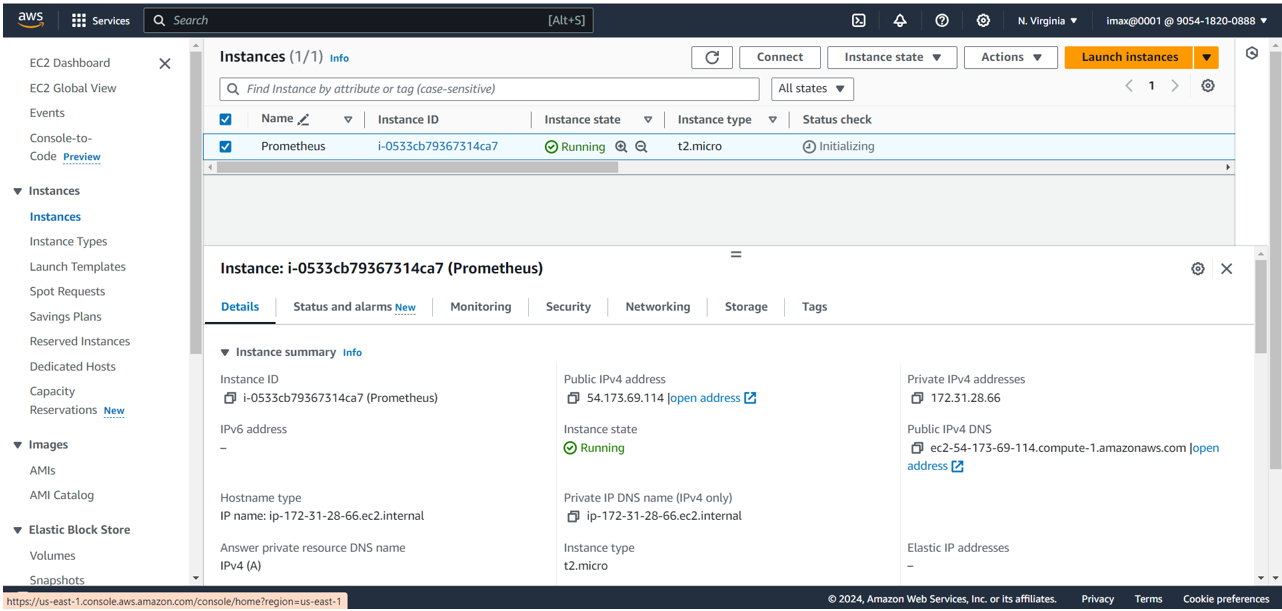 aws
Services
Search [Alt+S]
N. Virginia
imax@0001 @ 9054-1820-0888
EC2 Dashboard
EC2 Global View
Events
Console-to-
Code Preview
Instances
Instances
Instance Types
Launch Templates
Spot Requests
Savings Plans
Reserved Instances
Dedicated Hosts
Capacity
Reservations New
Images
AMIs
AMI Catalog
Elastic Block Store
Volumes
Snapshots
Instances (1/1) Info
Connect
Instance state
Actions
Launch instances
Find Instance by attribute or tag (case-sensitive)
All states
1
Name Instance ID Instance state Instance type Status check
Prometheus i-0533cb79367314ca7 Running t2.micro Initializing
Instance: i-0533cb79367314ca7 (Prometheus)
Details Status and alarms New Monitoring Security Networking Storage Tags
Instance summary Info
Instance ID
i-0533cb79367314ca7 (Prometheus)
Public IPv4 address
54.173.69.114 |open address
Private IPv4 addresses
172.31.28.66
IPv6 address
–
Instance state
Running
Public IPv4 DNS
ec2-54-173-69-114.compute-1.amazonaws.com |open
address
Hostname type
IP name: ip-172-31-28-66.ec2.internal
Private IP DNS name (IPv4 only)
ip-172-31-28-66.ec2.internal
Answer private resource DNS name
IPv4 (A)
Instance type
t2.micro
Elastic IP addresses
–
https://us-east-1.console.aws.amazon.com/console/home?region=us-east-1
© 2024, Amazon Web Services, Inc. or its affiliates. Privacy Terms Cookie preferences